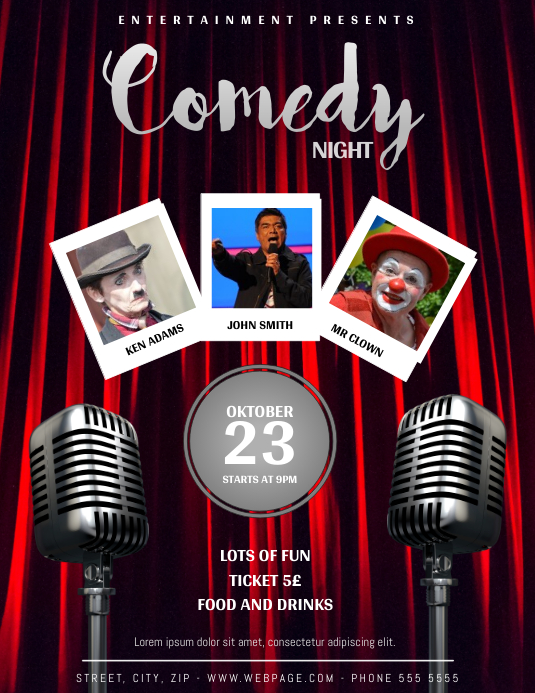 ENTERTAINMENT PRESENTS
Comedy
NIGHT
KEN ADAMS
JOHN SMITH
MR CLOWN
OKTOBER
23
STARTS AT 9PM
LOTS OF FUN
TICKET 5£
FOOD AND DRINKS
Lorem ipsum dolor sit amet, consectetur adipiscing elit.
STREET, CITY, ZIP - WWW.WEBPAGE.COM - PHONE 555 5555